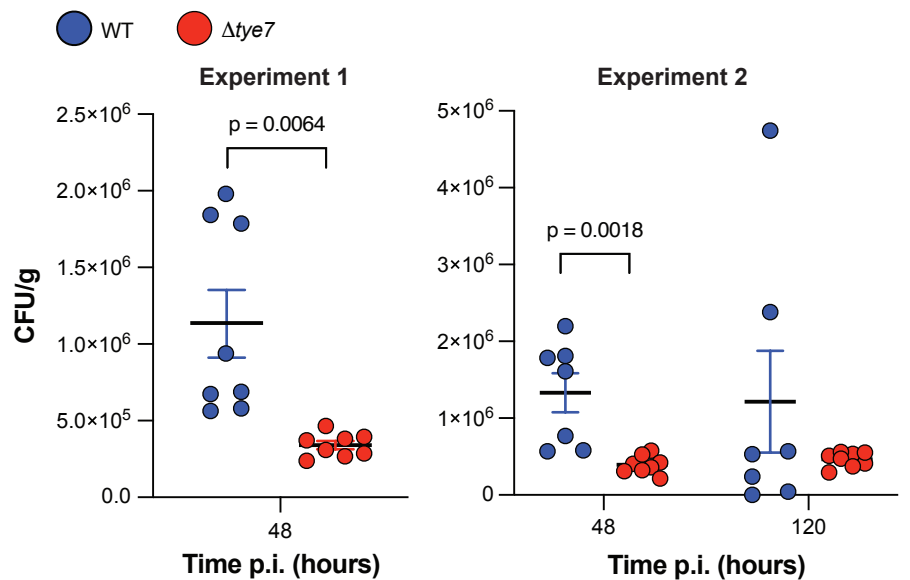 WT
Δtye7
Experiment 1
2.5×10⁶
2.0×10⁶
1.5×10⁶
1.0×10⁶
5.0×10⁵
0.0
CFU/g
p = 0.0064
48
Time p.i. (hours)
Experiment 2
5×10⁶
4×10⁶
3×10⁶
2×10⁶
1×10⁶
0
p = 0.0018
48
120
Time p.i. (hours)